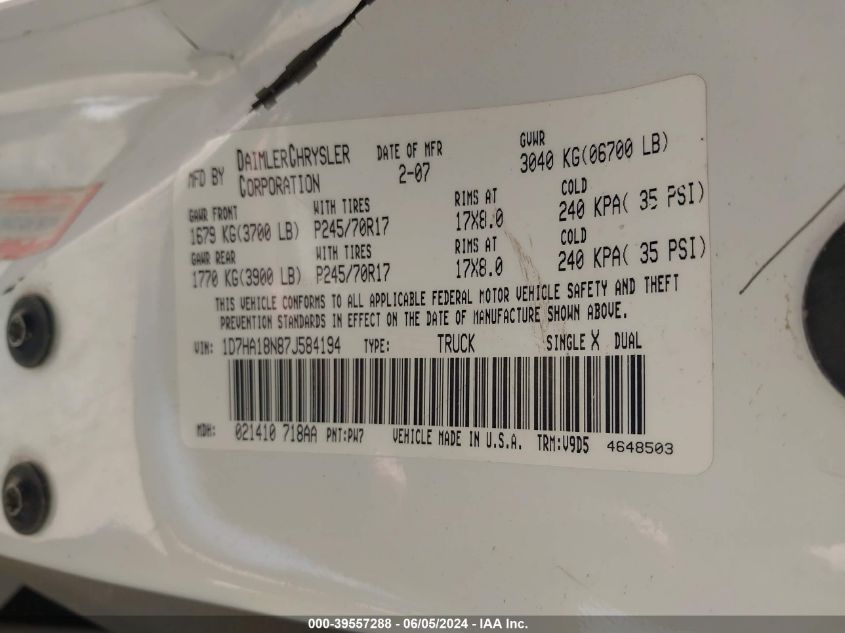 MFD BY DAIMLERCHRYSLER CORPORATION DATE OF MFR 2-07 GVWR 3040 KG(06700 LB)
GAWR FRONT WITH TIRES RIMS AT COLD
1679 KG(3700 LB) P245/70R17 17X8.0 240 KPA( 35 PSI)
GAWR REAR WITH TIRES RIMS AT COLD
1770 KG(3900 LB) P245/70R17 17X8.0 240 KPA( 35 PSI)
THIS VEHICLE CONFORMS TO ALL APPLICABLE FEDERAL MOTOR VEHICLE SAFETY AND THEFT
PREVENTION STANDARDS IN EFFECT ON THE DATE OF MANUFACTURE SHOWN ABOVE.
VIN: 1D7HA18N87J584194 TYPE: TRUCK SINGLE X DUAL
MDH: 021410 718AA PNT:PW7 VEHICLE MADE IN U.S.A. TRM:V9D5 4648503
000-39557288 - 06/05/2024 - IAA Inc.